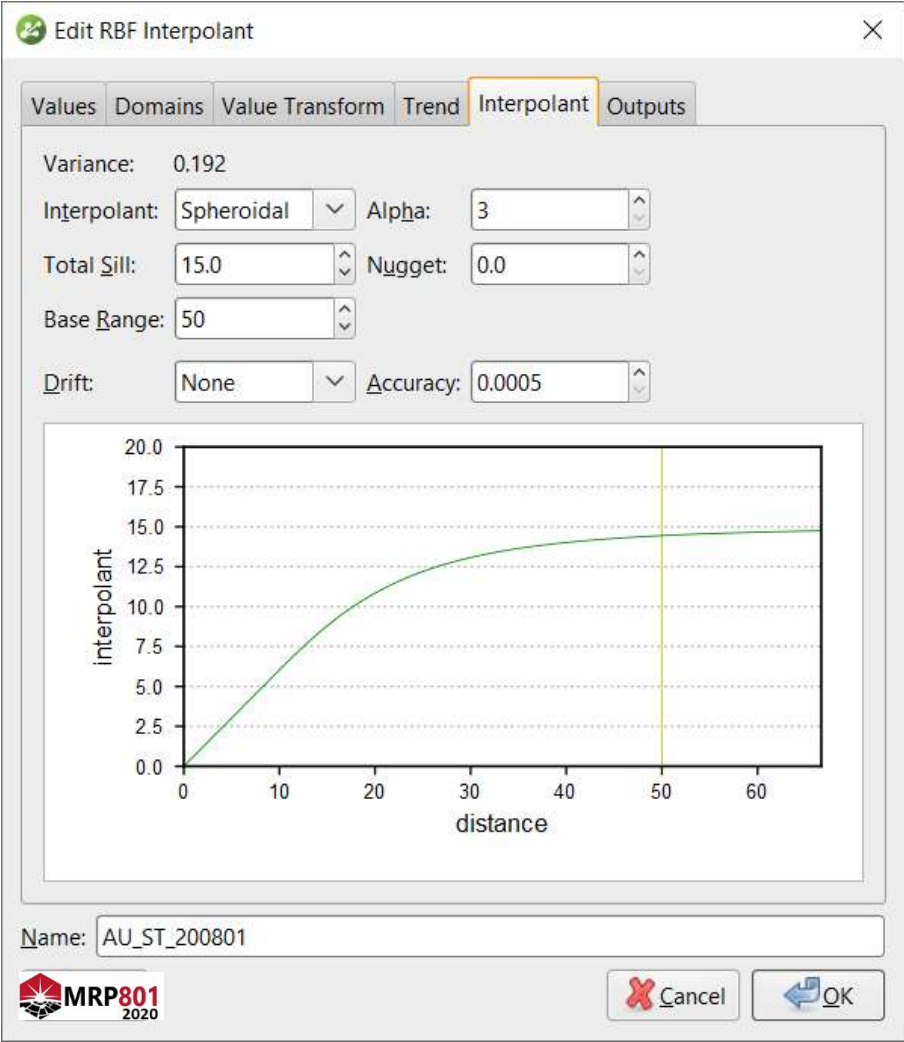 Edit RBF Interpolant
Values Domains Value Transform Trend Interpolant Outputs
Variance: 0.192
Interpolant: Spheroidal Alpha: 3
Total Sill: 15.0 Nugget: 0.0
Base Range: 50
Drift: None Accuracy: 0.0005
20.0
17.5
15.0
12.5
10.0
7.5
5.0
2.5
0.0
interpolant
0 10 20 30 40 50 60
distance
Name: AU_ST_200801
MRP801
2020
Cancel OK